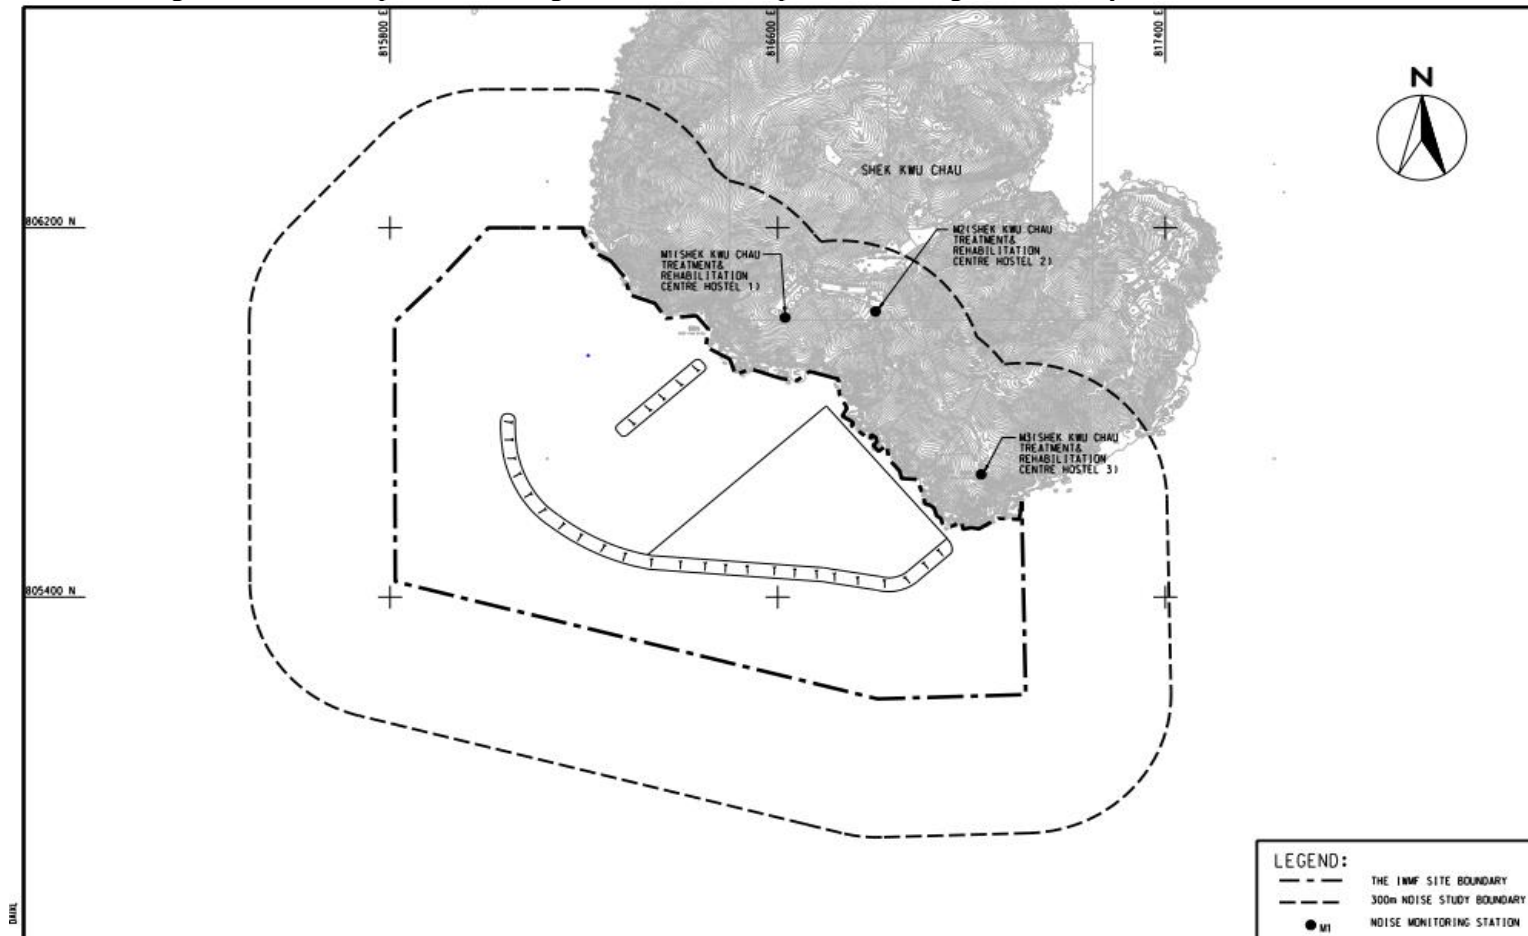 815800 E
816600 E
817400 E
N
SHEK KWU CHAU
806200 N
M1(SHEK KWU CHAU
TREATMENT&
REHABILITATION
CENTRE HOSTEL 1)
M2(SHEK KWU CHAU
TREATMENT&
REHABILITATION
CENTRE HOSTEL 2)
M3(SHEK KWU CHAU
TREATMENT&
REHABILITATION
CENTRE HOSTEL 3)
805400 N
LEGEND:
THE IWMF SITE BOUNDARY
300m NOISE STUDY BOUNDARY
M1 NOISE MONITORING STATION